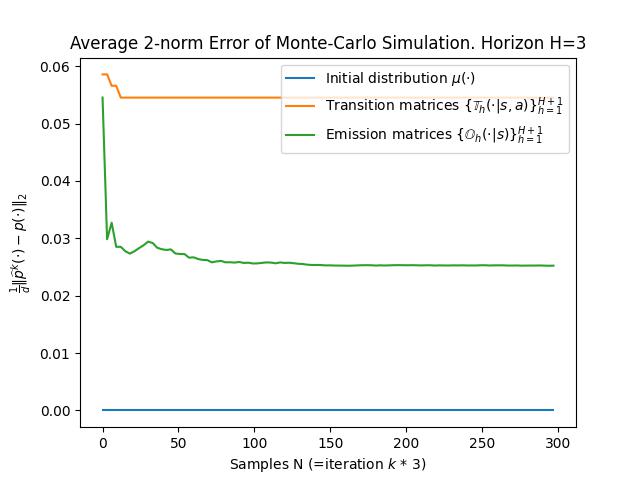 Average 2-norm Error of Monte-Carlo Simulation. Horizon H=3
Initial distribution μ(·)
Transition matrices {𝕋ₕ(·|s, a)}ₕ₌₁ᴴ⁺¹
Emission matrices {𝕆ₕ(·|s)}ₕ₌₁ᴴ⁺¹
0.06
0.05
0.04
0.03
0.02
0.01
0.00
1/d ‖p̂ᵏ(·) − p(·)‖₂
0 50 100 150 200 250 300
Samples N (=iteration k * 3)